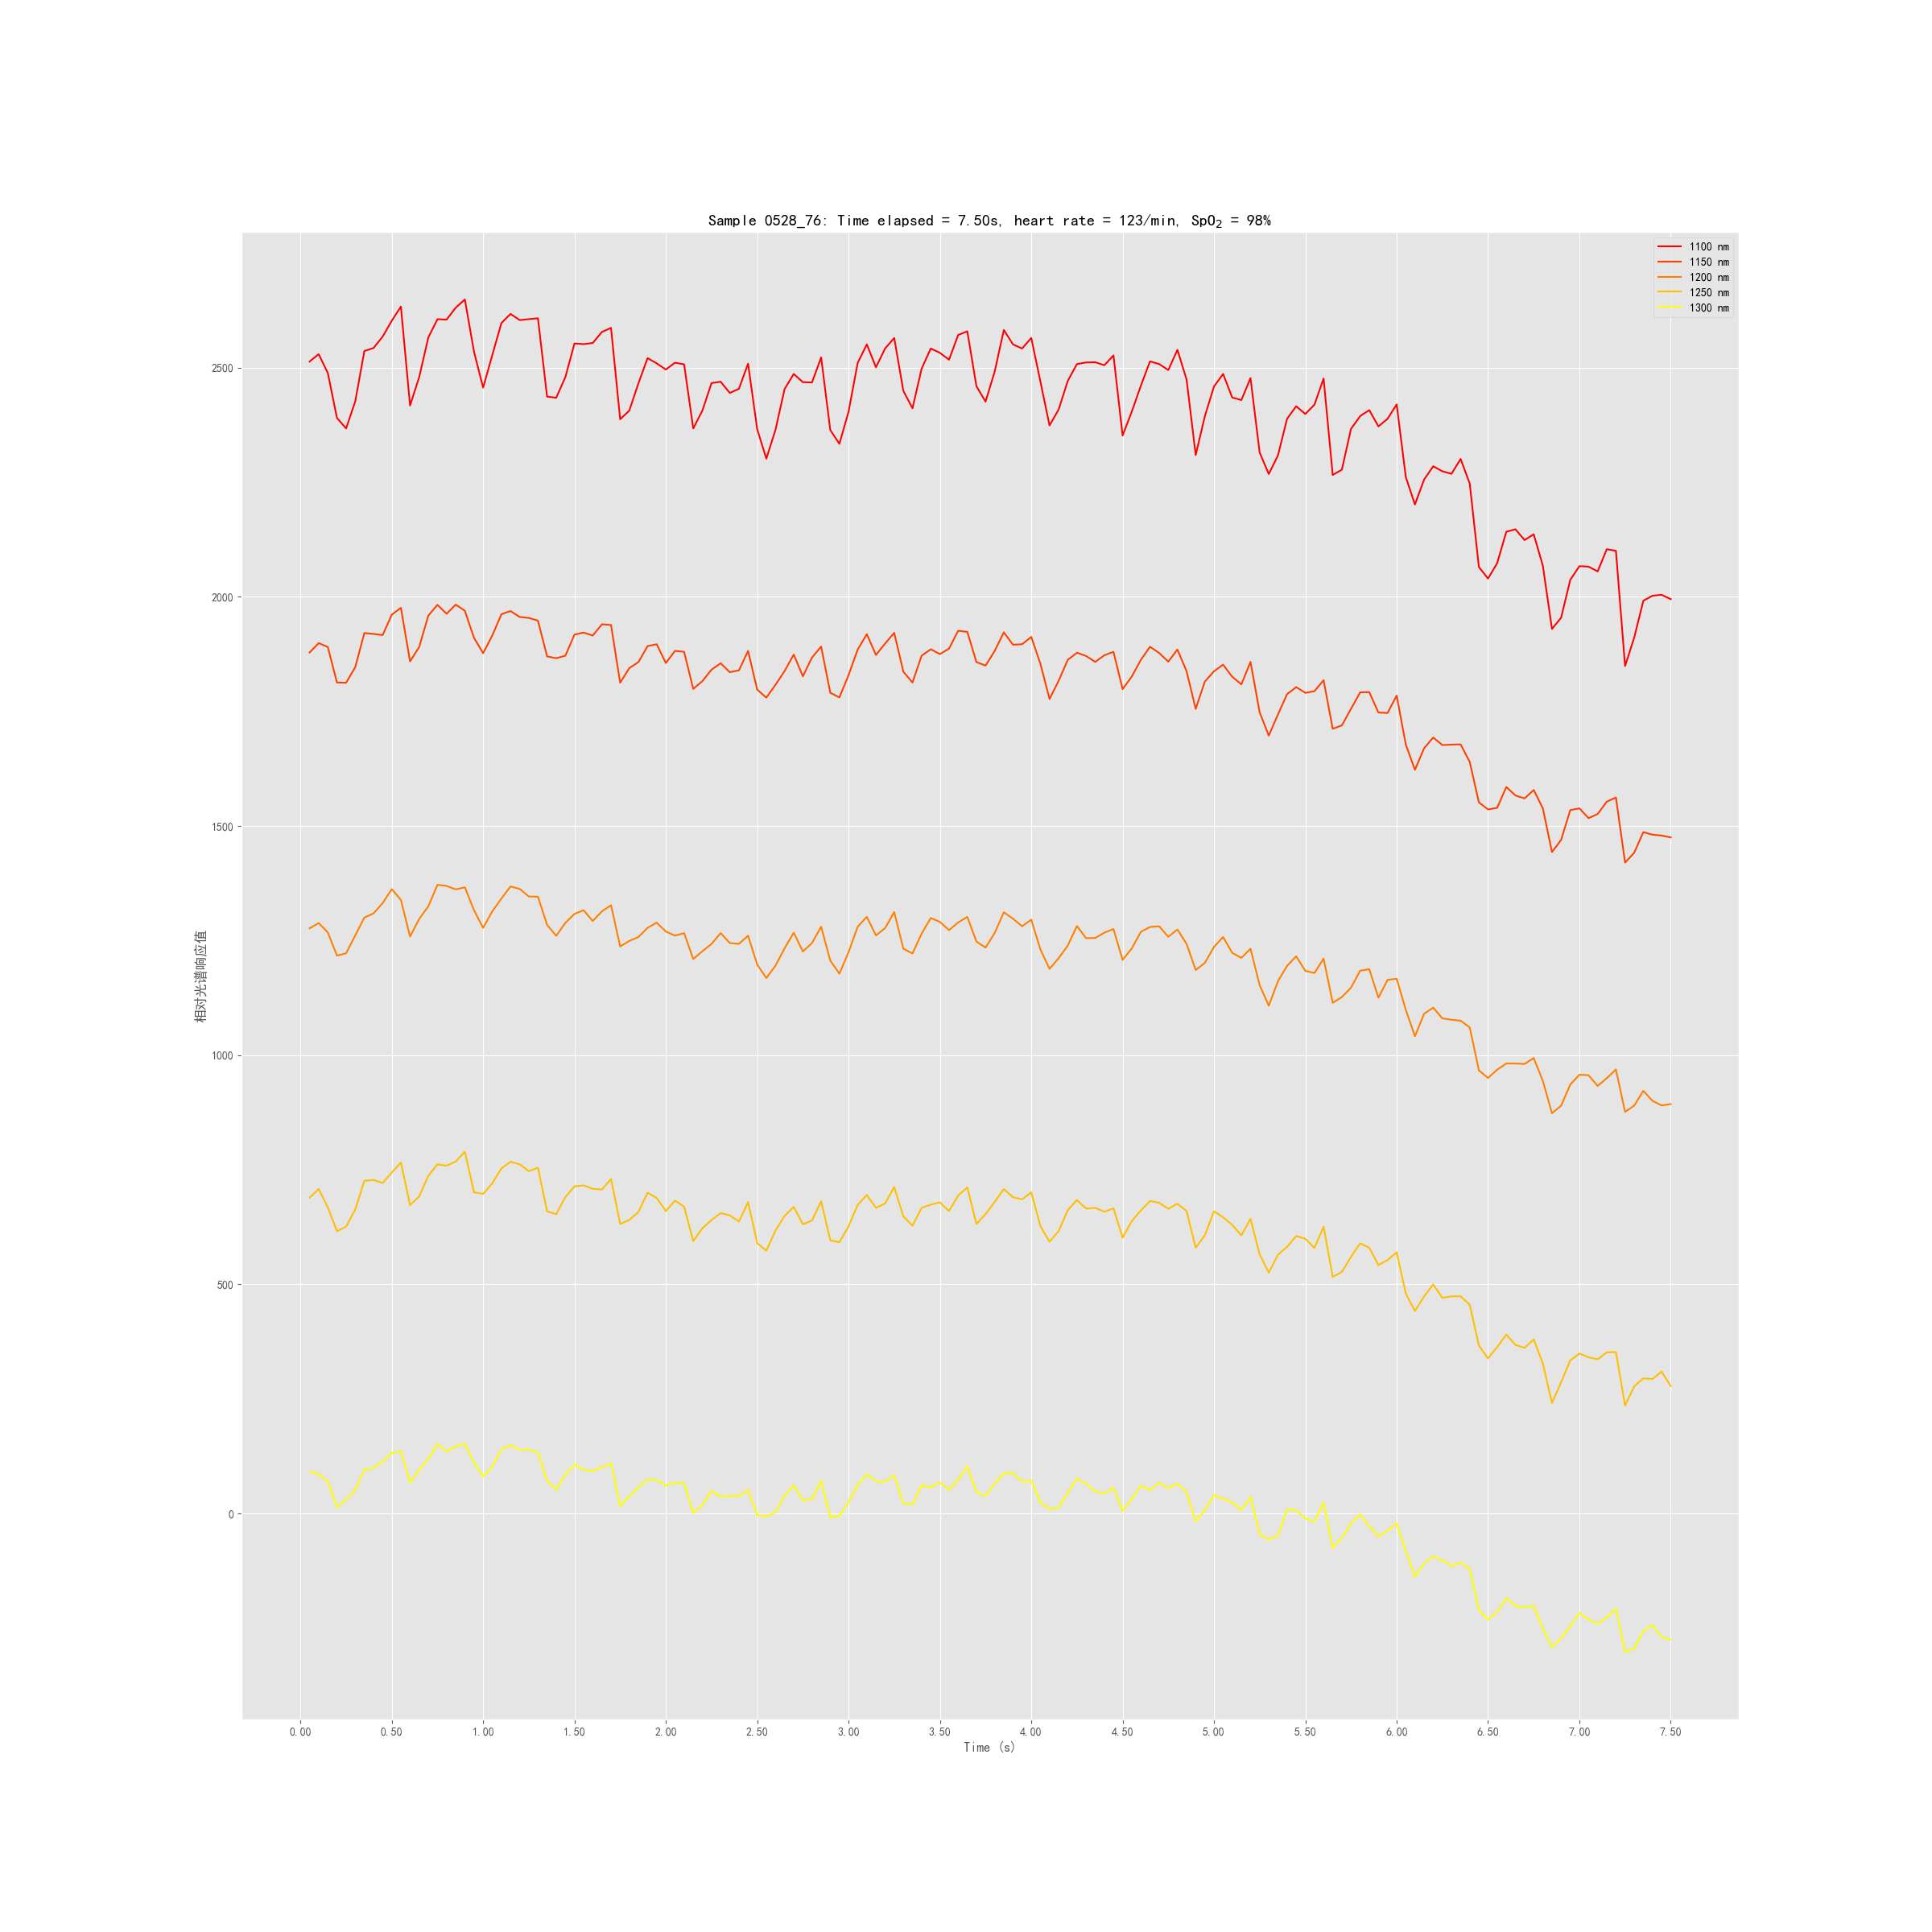 Sample 0528_76: Time elapsed = 7.50s, heart rate = 123/min, SpO₂ = 98%
1100 nm
1150 nm
1200 nm
1250 nm
1300 nm
2500
2000
1500
1000
500
0
相对光谱响应值
0.00 0.50 1.00 1.50 2.00 2.50 3.00 3.50 4.00 4.50 5.00 5.50 6.00 6.50 7.00 7.50
Time (s)